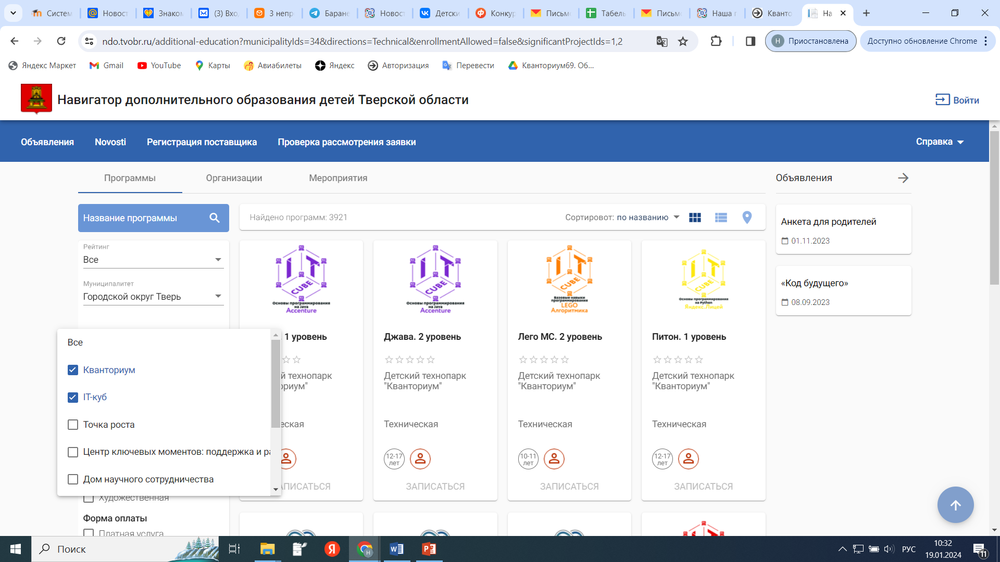 Систем
Новост
Знаком
(3) Вхо
3 непр
Баране
Новост
Детски
Конкур
Письмо
Табель
Письмо
Наша г
Кванто
На
ndo.tvobr.ru/additional-education?municipalityIds=34&directions=Technical&enrollmentAllowed=false&significantProjectIds=1,2
Н Приостановлена
Доступно обновление Chrome
Яндекс Маркет
Gmail
YouTube
Карты
Авиабилеты
Яндекс
Авторизация
Перевести
Кванториум69. Об...
Навигатор дополнительного образования детей Тверской области
Войти
Объявления
Novosti
Регистрация поставщика
Проверка рассмотрения заявки
Справка
Программы
Организации
Мероприятия
Объявления
Название программы
Найдено программ: 3921
Сортировот: по названию
Рейтинг
Все
Муниципалитет
Городской округ Тверь
Все
Кванториум
IT-куб
Точка роста
Центр ключевых моментов: поддержка и ра
Дом научного сотрудничества
Художественная
Форма оплаты
Платная услуга
IT
CUBE
Основы программирования
на Java
Accenture
1 уровень
й технопарк
ориум"
еская
АПИСАТЬСЯ
IT
CUBE
Основы программирования
на Java
Accenture
Джава. 2 уровень
Детский технопарк
"Кванториум"
Техническая
12-17
лет
ЗАПИСАТЬСЯ
IT
CUBE
Базовые навыки
программирования
LEGO
Алгоритмика
Лего МС. 2 уровень
Детский технопарк
"Кванториум"
Техническая
10-11
лет
ЗАПИСАТЬСЯ
IT
CUBE
Основы программирования
на Python
Яндекс.Лицей
Питон. 1 уровень
Детский технопарк
"Кванториум"
Техническая
12-17
лет
ЗАПИСАТЬСЯ
Анкета для родителей
01.11.2023
«Код будущего»
08.09.2023
Поиск
РУС
10:32
19.01.2024
11